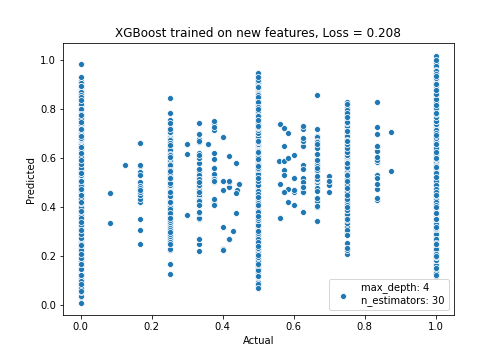 XGBoost trained on new features, Loss = 0.208
1.0
0.8
0.6
0.4
0.2
0.0
Predicted
max_depth: 4
n_estimators: 30
0.0 0.2 0.4 0.6 0.8 1.0
Actual